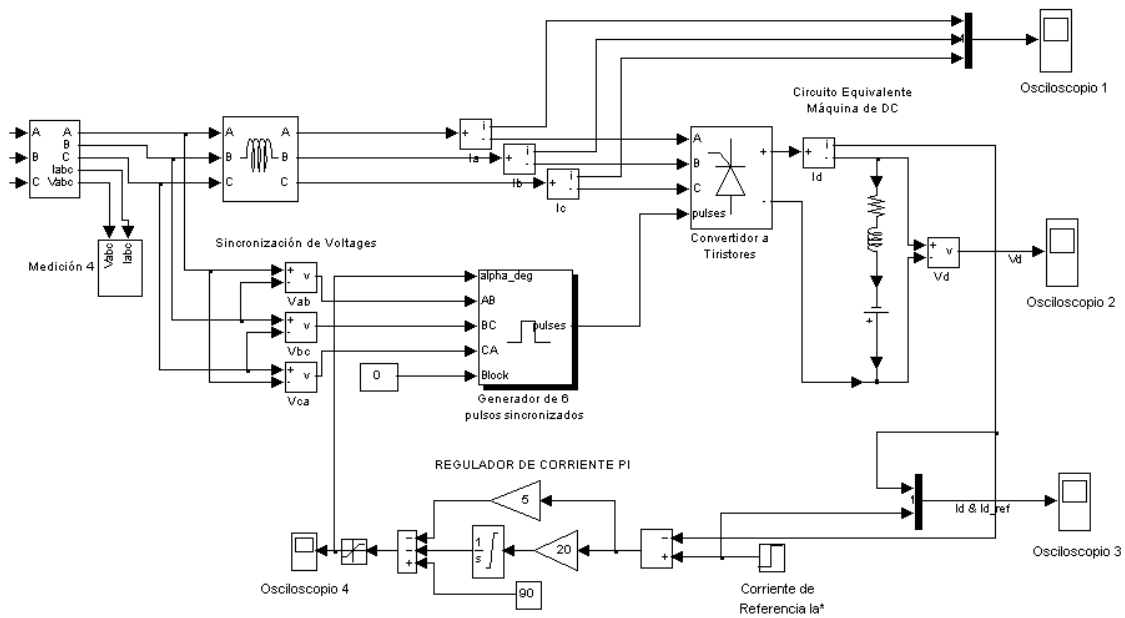 Osciloscopio 1
Circuito Equivalente
Máquina de DC
A A
B B
C C
Iabc
Vabc
A A
B B
C C
+ i -
Ia
+ i -
Ib
+ i -
Ic
A +
B
C -
pulses
Convertidor a
Tiristores
+ i -
Id
Vabc Iabc
Medición 4
Sincronización de Voltages
+ - v
Vab
+ - v
Vbc
+ - v
Vca
alpha_deg
AB
BC pulses
CA
Block
0
Generador de 6
pulsos sincronizados
+
+ - v
Vd
Vd
Osciloscopio 2
REGULADOR DE CORRIENTE PI
5
Id & Id_ref
Osciloscopio 3
Osciloscopio 4
- - +
1
s
20
- +
90
Corriente de
Referencia Ia*